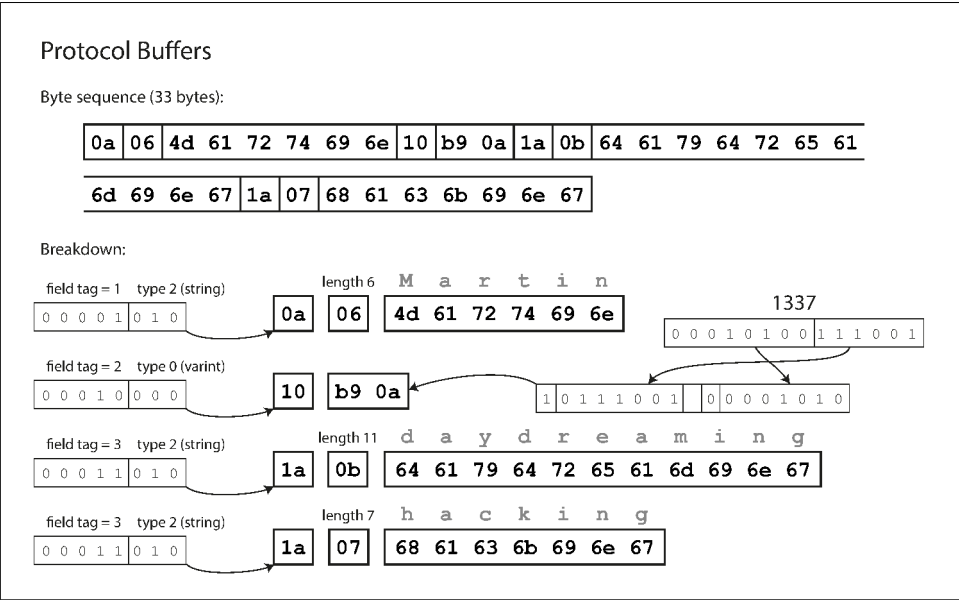 Protocol Buffers
Byte sequence (33 bytes):
0a 06 4d 61 72 74 69 6e 10 b9 0a 1a 0b 64 61 79 64 72 65 61
6d 69 6e 67 1a 07 68 61 63 6b 69 6e 67
Breakdown:
field tag = 1 type 2 (string) length 6 M a r t i n
0 0 0 0 1 0 1 0 0a 06 4d 61 72 74 69 6e
1337
0 0 0 1 0 1 0 0 1 1 1 0 0 1
field tag = 2 type 0 (varint)
0 0 0 1 0 0 0 0 10 b9 0a 1 0 1 1 1 0 0 1 0 0 0 0 1 0 1 0
field tag = 3 type 2 (string) length 11 d a y d r e a m i n g
0 0 0 1 1 0 1 0 1a 0b 64 61 79 64 72 65 61 6d 69 6e 67
field tag = 3 type 2 (string) length 7 h a c k i n g
0 0 0 1 1 0 1 0 1a 07 68 61 63 6b 69 6e 67